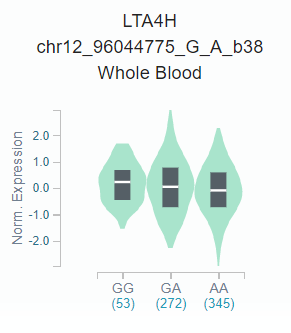 LTA4H
chr12_96044775_G_A_b38
Whole Blood
Norm. Expression
2.0
1.0
0.0
-1.0
-2.0
GG GA AA
(53) (272) (345)